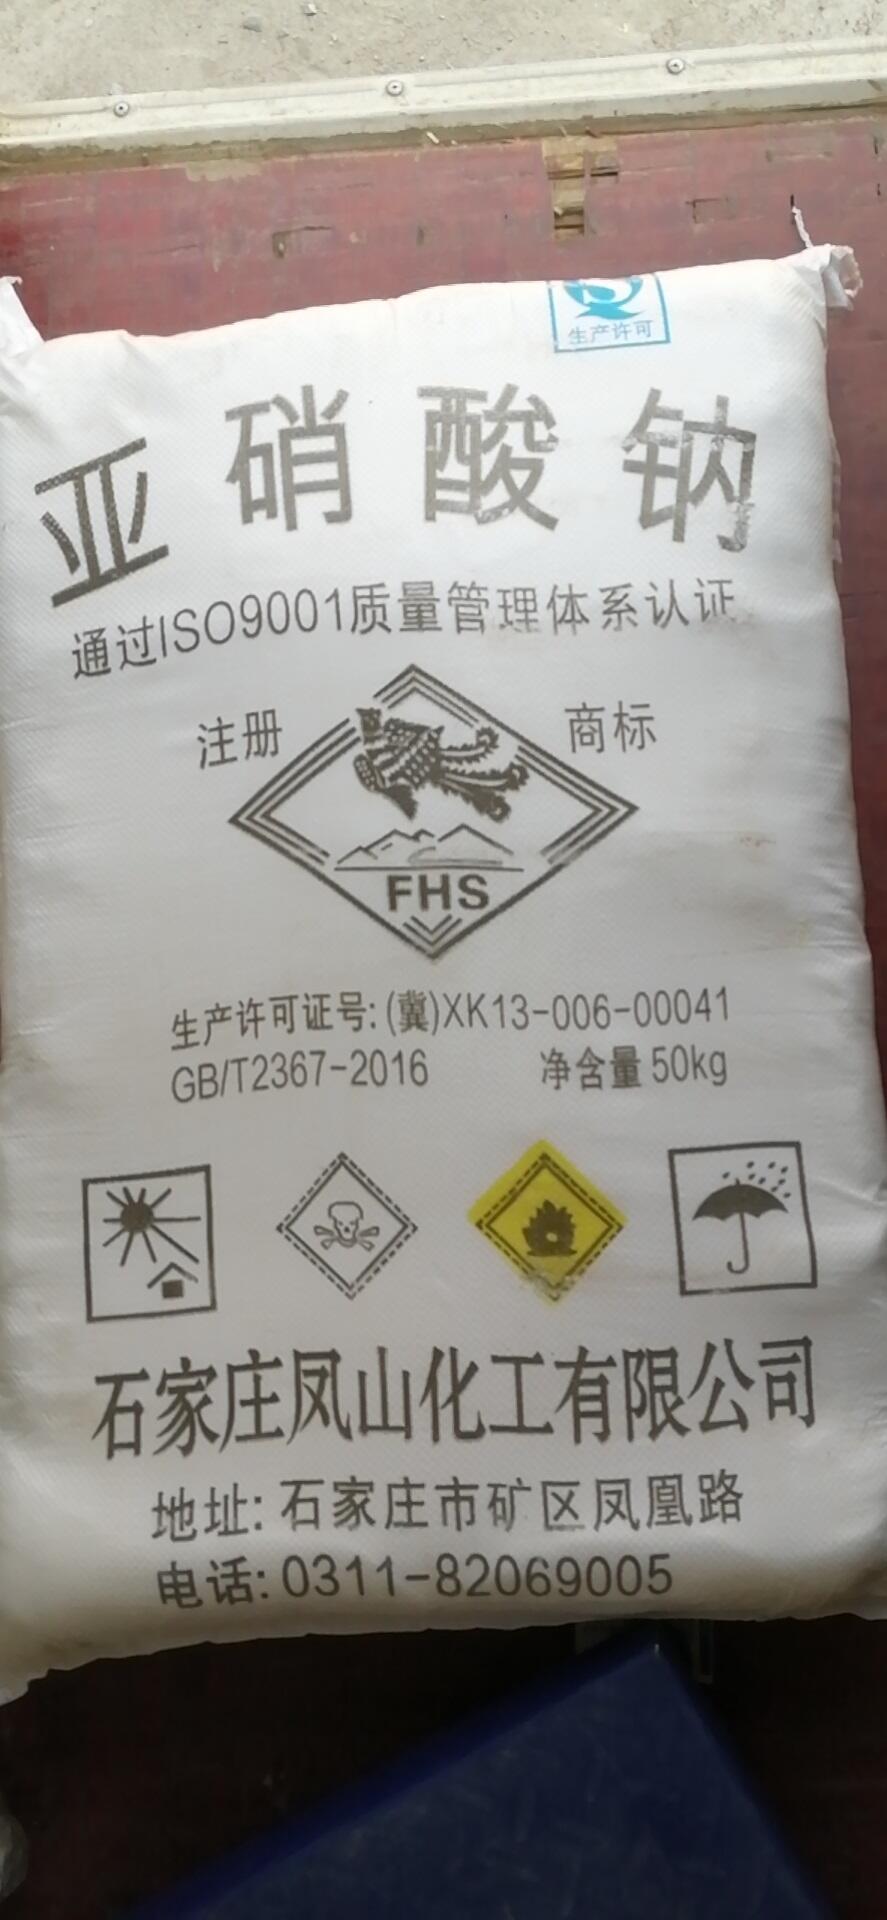 生产许可
亚硝酸钠
通过ISO9001质量管理体系认证
注册 商标
FHS
生产许可证号:(冀)XK13-006-00041
GB/T2367-2016 净含量50kg
石家庄凤山化工有限公司
地址:石家庄市矿区凤凰路
电话:0311-82069005